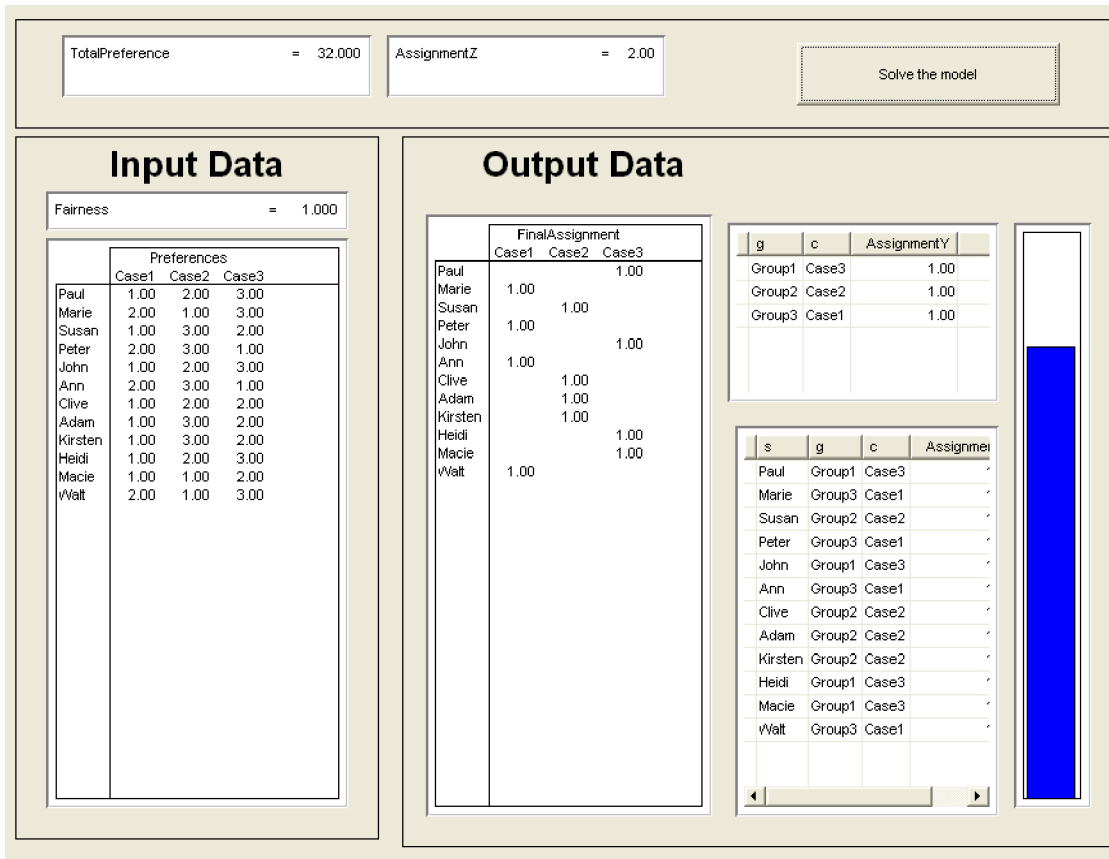 TotalPreference = 32.000
AssignmentZ = 2.00
Solve the model
Input Data
Fairness = 1.000
Preferences
Case1 Case2 Case3
Paul 1.00 2.00 3.00
Marie 2.00 1.00 3.00
Susan 1.00 3.00 2.00
Peter 2.00 3.00 1.00
John 1.00 2.00 3.00
Ann 2.00 3.00 1.00
Clive 1.00 2.00 2.00
Adam 1.00 3.00 2.00
Kirsten 1.00 3.00 2.00
Heidi 1.00 2.00 3.00
Macie 1.00 1.00 2.00
Walt 2.00 1.00 3.00
Output Data
FinalAssignment
Case1 Case2 Case3
Paul 1.00
Marie 1.00
Susan 1.00
Peter 1.00
John 1.00
Ann 1.00
Clive 1.00
Adam 1.00
Kirsten 1.00
Heidi 1.00
Macie 1.00
Walt 1.00
g c AssignmentY
Group1 Case3 1.00
Group2 Case2 1.00
Group3 Case1 1.00
s g c
Paul Group1 Case3
Marie Group3 Case1
Susan Group2 Case2
Peter Group3 Case1
John Group1 Case3
Ann Group3 Case1
Clive Group2 Case2
Adam Group2 Case2
Kirsten Group2 Case2
Heidi Group1 Case3
Macie Group1 Case3
Walt Group3 Case1